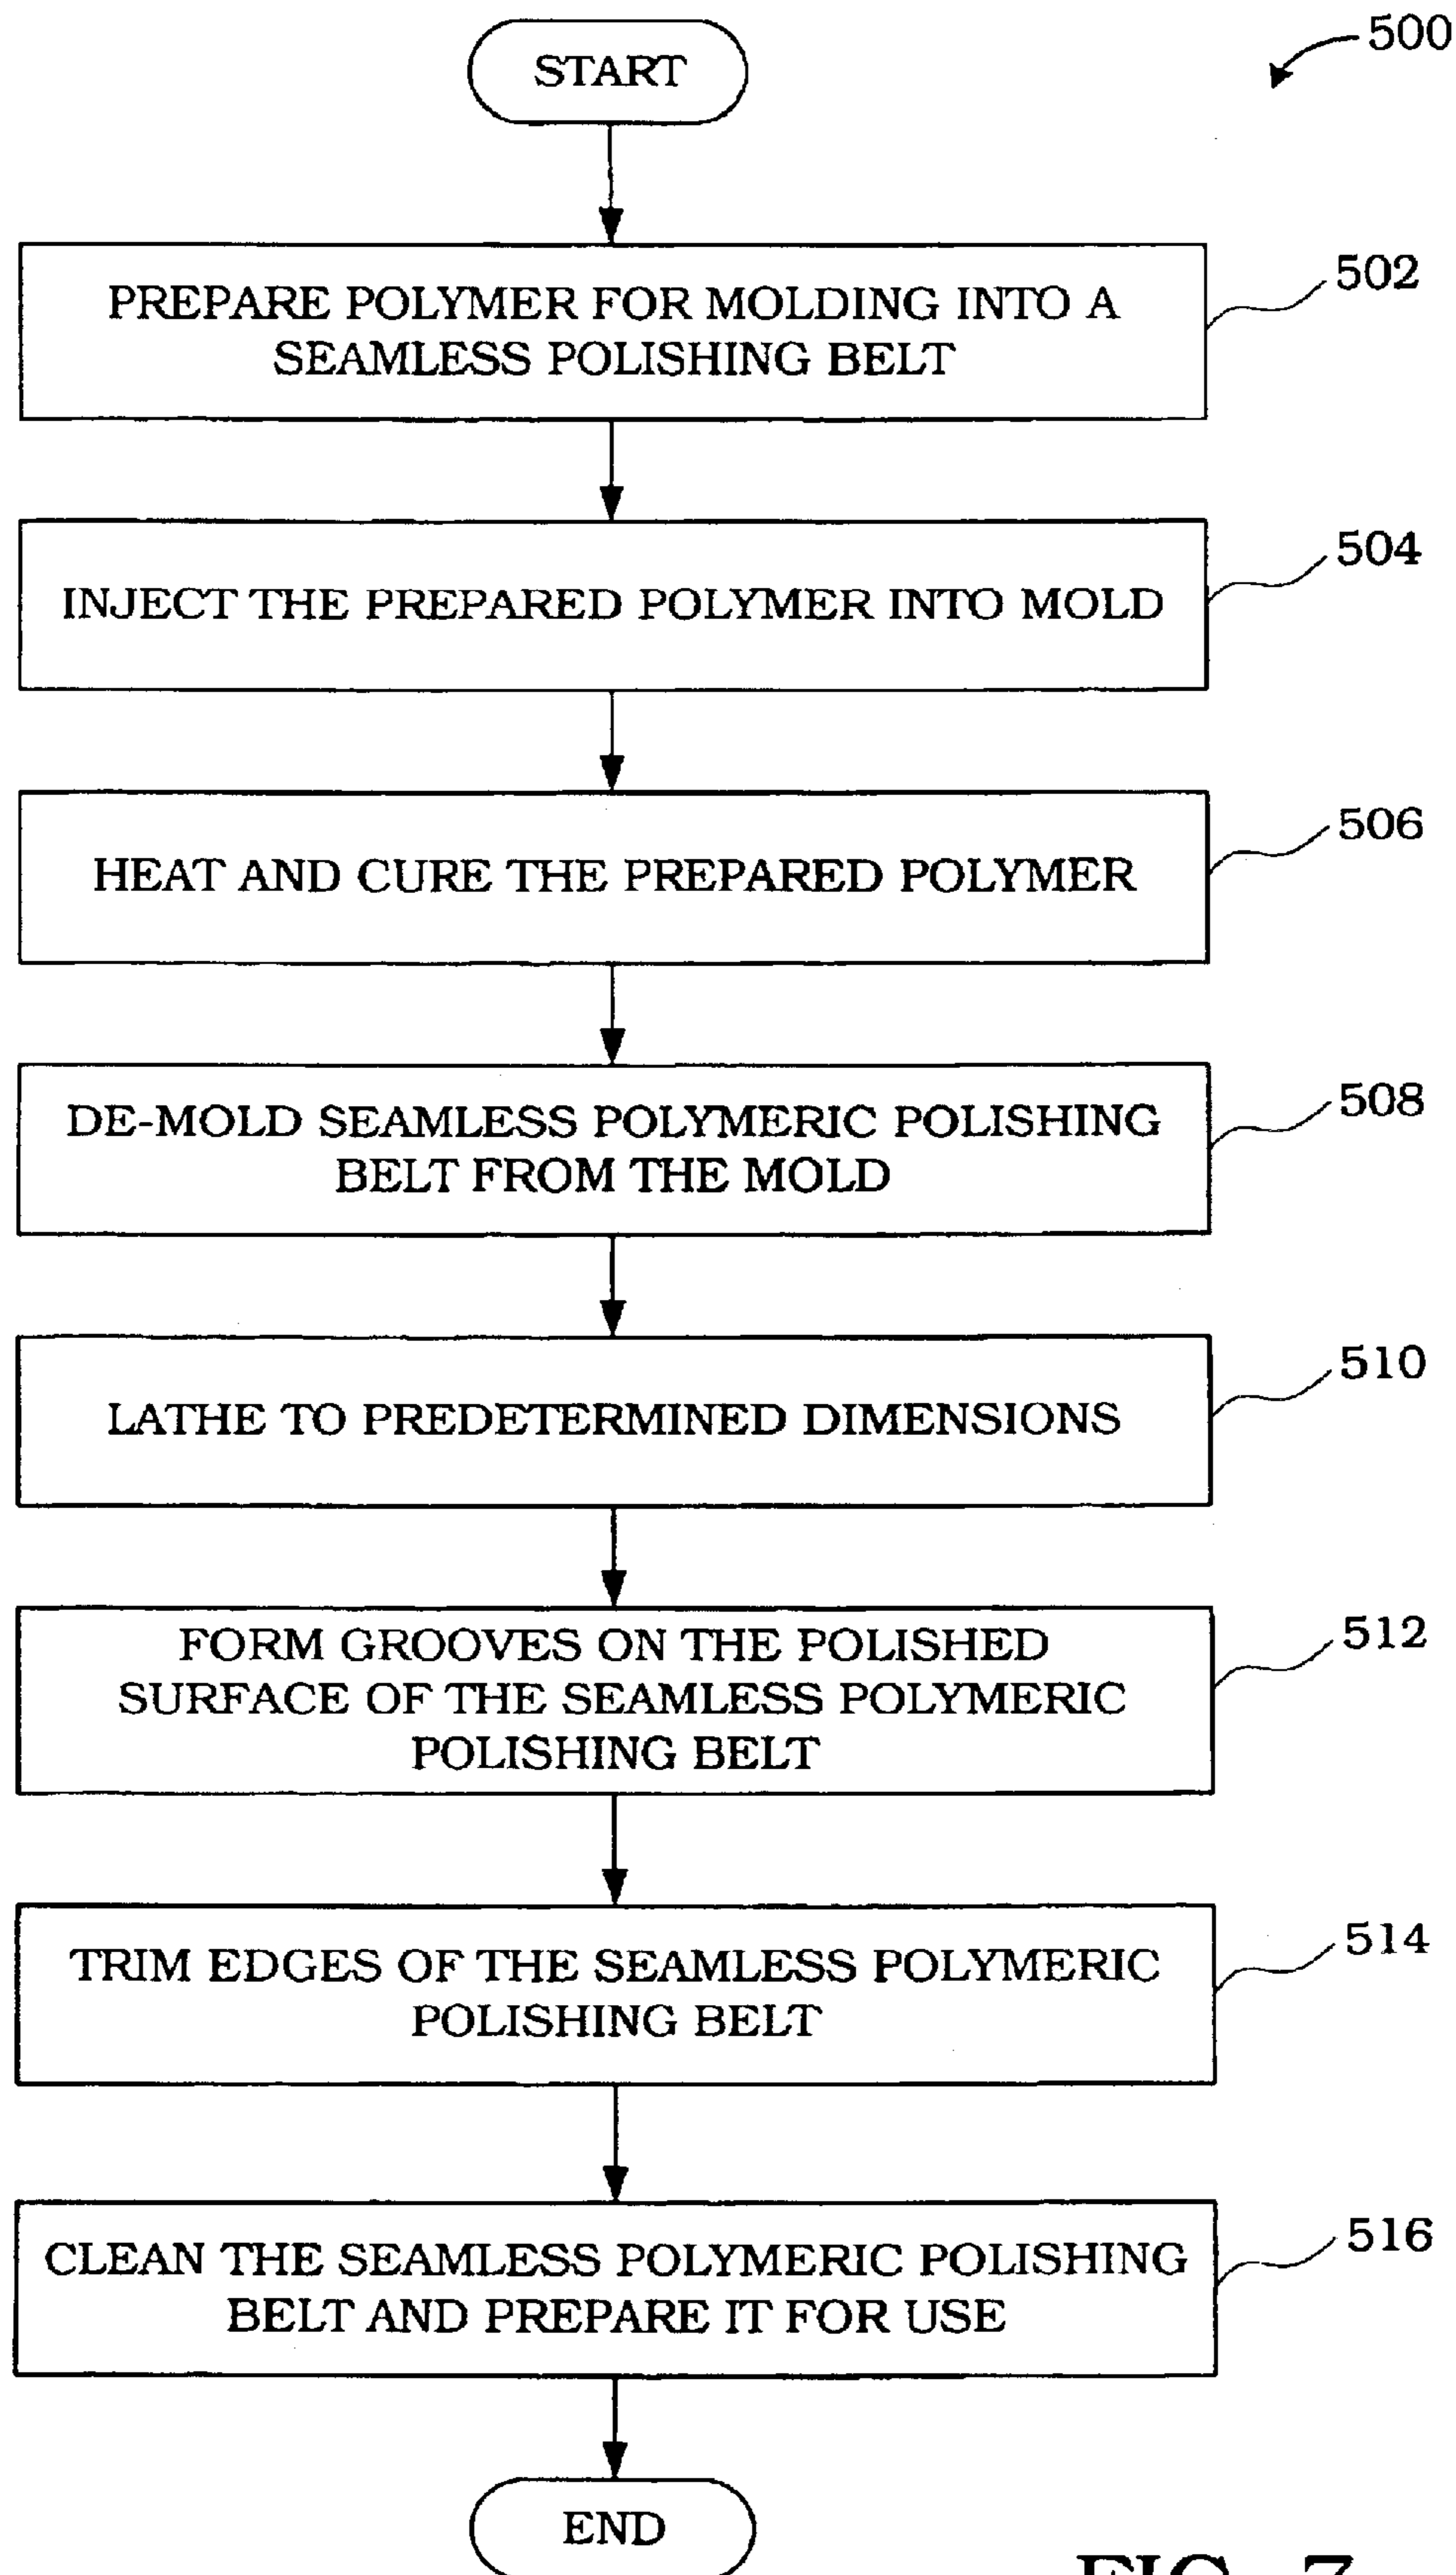 500
START
PREPARE POLYMER FOR MOLDING INTO A
SEAMLESS POLISHING BELT
502
INJECT THE PREPARED POLYMER INTO MOLD
504
HEAT AND CURE THE PREPARED POLYMER
506
DE-MOLD SEAMLESS POLYMERIC POLISHING
BELT FROM THE MOLD
508
LATHE TO PREDETERMINED DIMENSIONS
510
FORM GROOVES ON THE POLISHED
SURFACE OF THE SEAMLESS POLYMERIC
POLISHING BELT
512
TRIM EDGES OF THE SEAMLESS POLYMERIC
POLISHING BELT
514
CLEAN THE SEAMLESS POLYMERIC POLISHING
BELT AND PREPARE IT FOR USE
516
END
FIG. 7